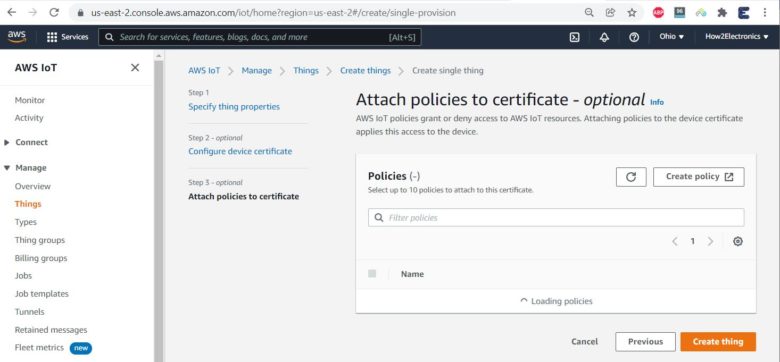 us-east-2.console.aws.amazon.com/iot/home?region=us-east-2#/create/single-provision
ABP
aws
Services
Search for services, features, blogs, docs, and more
[Alt+S]
Ohio
How2Electronics
AWS IoT
Monitor
Activity
Connect
Manage
Overview
Things
Types
Thing groups
Billing groups
Jobs
Job templates
Tunnels
Retained messages
Fleet metrics new
AWS IoT > Manage > Things > Create things > Create single thing
Step 1
Specify thing properties
Step 2 - optional
Configure device certificate
Step 3 - optional
Attach policies to certificate
Attach policies to certificate - optional Info
AWS IoT policies grant or deny access to AWS IoT resources. Attaching policies to the device certificate
applies this access to the device.
Policies (-)
Select up to 10 policies to attach to this certificate.
Create policy
Filter policies
< 1 >
Name
Loading policies
Cancel
Previous
Create thing